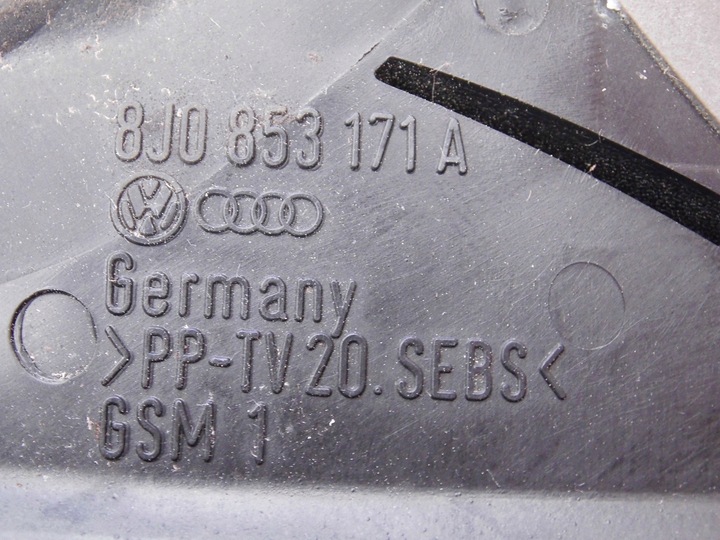 8J0 853 171 A
Germany
>PP-TV20.SEBS<
GSM 1